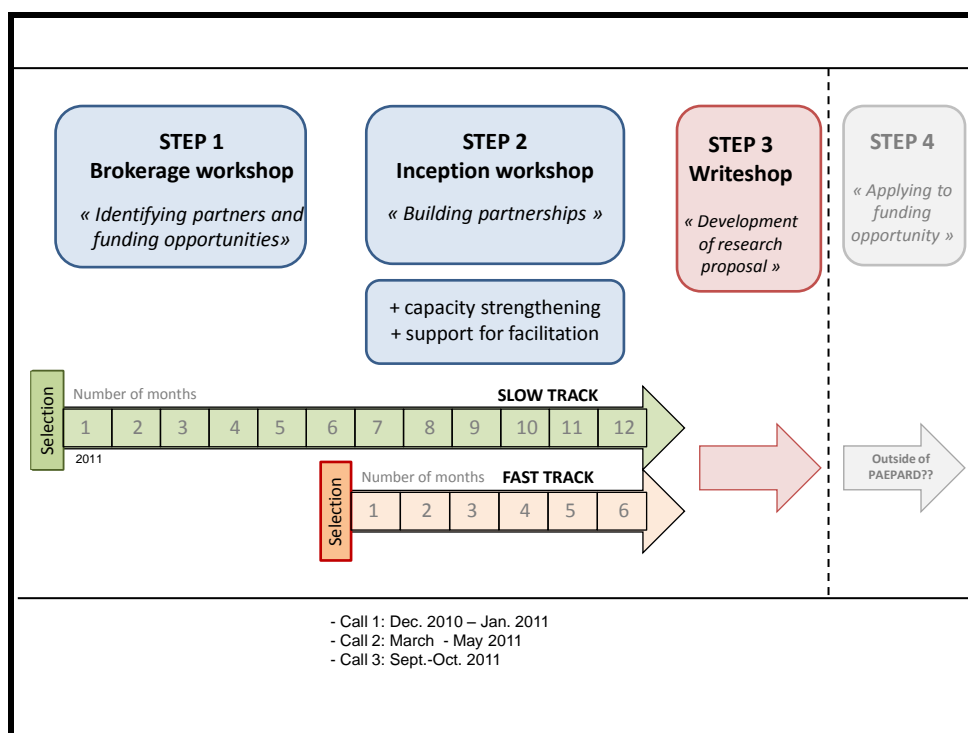 STEP 1
Brokerage workshop
« Identifying partners and
funding opportunities»
STEP 2
Inception workshop
« Building partnerships »
+ capacity strengthening
+ support for facilitation
STEP 3
Writeshop
« Development
of research
proposal »
STEP 4
« Applying to
funding
opportunity »
Selection
Number of months
SLOW TRACK
1 2 3 4 5 6 7 8 9 10 11 12
2011
Selection
Number of months
FAST TRACK
1 2 3 4 5 6
Outside of
PAEPARD??
- Call 1: Dec. 2010 – Jan. 2011
- Call 2: March - May 2011
- Call 3: Sept.-Oct. 2011